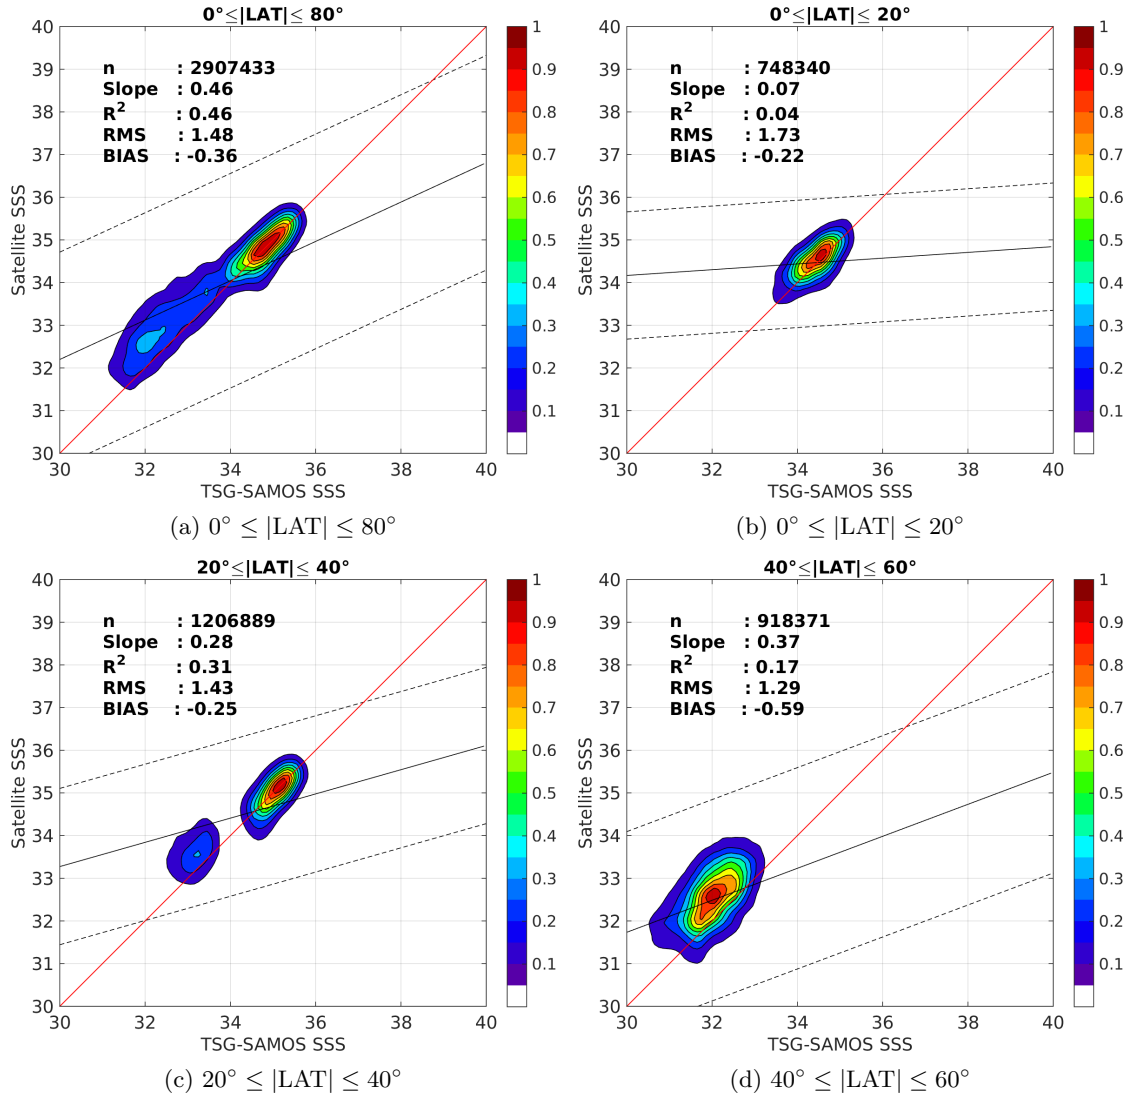 0°≤|LAT|≤ 80°
40
39
38
37
36
35
34
33
32
31
30
Satellite SSS
n : 2907433
Slope : 0.46
R2 : 0.46
RMS : 1.48
BIAS : -0.36
30 32 34 36 38 40
TSG-SAMOS SSS
1
0.9
0.8
0.7
0.6
0.5
0.4
0.3
0.2
0.1
(a) 0° ≤ |LAT| ≤ 80°
0°≤|LAT|≤ 20°
40
39
38
37
36
35
34
33
32
31
30
Satellite SSS
n : 748340
Slope : 0.07
R2 : 0.04
RMS : 1.73
BIAS : -0.22
30 32 34 36 38 40
TSG-SAMOS SSS
1
0.9
0.8
0.7
0.6
0.5
0.4
0.3
0.2
0.1
(b) 0° ≤ |LAT| ≤ 20°
20°≤|LAT|≤ 40°
40
39
38
37
36
35
34
33
32
31
30
Satellite SSS
n : 1206889
Slope : 0.28
R2 : 0.31
RMS : 1.43
BIAS : -0.25
30 32 34 36 38 40
TSG-SAMOS SSS
1
0.9
0.8
0.7
0.6
0.5
0.4
0.3
0.2
0.1
(c) 20° ≤ |LAT| ≤ 40°
40°≤|LAT|≤ 60°
40
39
38
37
36
35
34
33
32
31
30
Satellite SSS
n : 918371
Slope : 0.37
R2 : 0.17
RMS : 1.29
BIAS : -0.59
30 32 34 36 38 40
TSG-SAMOS SSS
1
0.9
0.8
0.7
0.6
0.5
0.4
0.3
0.2
0.1
(d) 40° ≤ |LAT| ≤ 60°